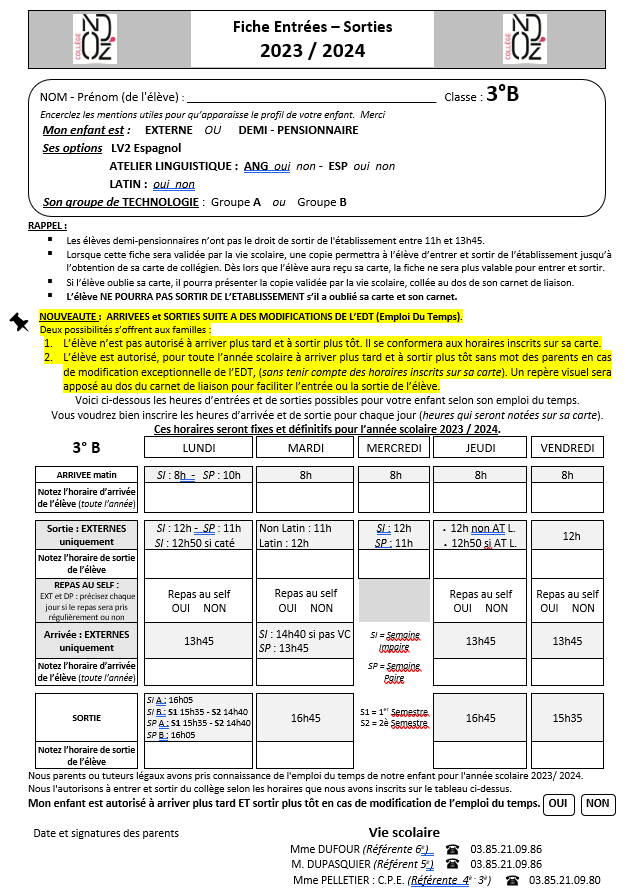 COLLÈGE
NDOZ
Fiche Entrées – Sorties
2023 / 2024
COLLÈGE
NDOZ
NOM - Prénom (de l'élève) : ________________________ Classe : 3°B
Encerclez les mentions utiles pour qu'apparaisse le profil de votre enfant. Merci
Mon enfant est : EXTERNE OU DEMI - PENSIONNAIRE
Ses options LV2 Espagnol
ATELIER LINGUISTIQUE : ANG oui non - ESP oui non
LATIN : oui non
Son groupe de TECHNOLOGIE : Groupe A ou Groupe B
RAPPEL :
▪ Les élèves demi-pensionnaires n'ont pas le droit de sortir de l'établissement entre 11h et 13h45.
▪ Lorsque cette fiche sera validée par la vie scolaire, une copie permettra à l'élève d'entrer et sortir de l'établissement jusqu'à
l'obtention de sa carte de collégien. Dès lors que l'élève aura reçu sa carte, la fiche ne sera plus valable pour entrer et sortir.
▪ Si l'élève oublie sa carte, il pourra présenter la copie validée par la vie scolaire, collée au dos de son carnet de liaison.
▪ L'élève NE POURRA PAS SORTIR DE L'ETABLISSEMENT s'il a oublié sa carte et son carnet.
NOUVEAUTE : ARRIVEES et SORTIES SUITE A DES MODIFICATIONS DE L'EDT (Emploi Du Temps).
Deux possibilités s'offrent aux familles :
1. L'élève n'est pas autorisé à arriver plus tard et à sortir plus tôt. Il se conformera aux horaires inscrits sur sa carte.
2. L'élève est autorisé, pour toute l'année scolaire à arriver plus tard et à sortir plus tôt sans mot des parents en cas
de modification exceptionnelle de l'EDT, (sans tenir compte des horaires inscrits sur sa carte). Un repère visuel sera
apposé au dos du carnet de liaison pour faciliter l'entrée ou la sortie de l'élève.
Voici ci-dessous les heures d'entrées et de sorties possibles pour votre enfant selon son emploi du temps.
Vous voudrez bien inscrire les heures d'arrivée et de sortie pour chaque jour (heures qui seront notées sur sa carte).
Ces horaires seront fixes et définitifs pour l'année scolaire 2023 / 2024.
3° B LUNDI MARDI MERCREDI JEUDI VENDREDI
ARRIVEE matin SI : 8h - SP : 10h 8h 8h 8h 8h
Notez l'horaire d'arrivée
de l'élève (toute l'année)
Sortie : EXTERNES
uniquement
SI : 12h - SP : 11h
SI : 12h50 si caté
Non Latin : 11h
Latin : 12h
SI : 12h
SP : 11h
· 12h non AT L.
· 12h50 si AT L.
12h
Notez l'horaire de sortie
de l'élève
REPAS AU SELF :
EXT et DP : précisez chaque
jour si le repas sera pris
régulièrement ou non
Repas au self
OUI NON
Repas au self
OUI NON
Repas au self
OUI NON
Repas au self
OUI NON
Arrivée : EXTERNES
uniquement
13h45
SI : 14h40 si pas VC
SP : 13h45
SI = Semaine
Impaire
SP = Semaine
Paire
13h45
13h45
Notez l'horaire d'arrivée
de l'élève (toute l'année)
SORTIE
SI A : 16h05
SI B : S1 15h35 - S2 14h40
SP A : S1 15h35 - S2 14h40
SP B : 16h05
16h45
S1 = 1er Semestre
S2 = 2è Semestre
16h45
15h35
Notez l'horaire de sortie
de l'élève
Nous parents ou tuteurs légaux avons pris connaissance de l'emploi du temps de notre enfant pour l'année scolaire 2023/ 2024.
Nous l'autorisons à entrer et sortir du collège selon les horaires que nous avons inscrits sur le tableau ci-dessus.
Mon enfant est autorisé à arriver plus tard ET sortir plus tôt en cas de modification de l'emploi du temps. OUI NON
Date et signatures des parents
Vie scolaire
Mme DUFOUR (Référente 6e) ☎ 03.85.21.09.86
M. DUPASQUIER (Référent 5e) ☎ 03.85.21.09.86
Mme PELLETIER : C.P.E. (Référente 4e - 3e) ☎ 03.85.21.09.80